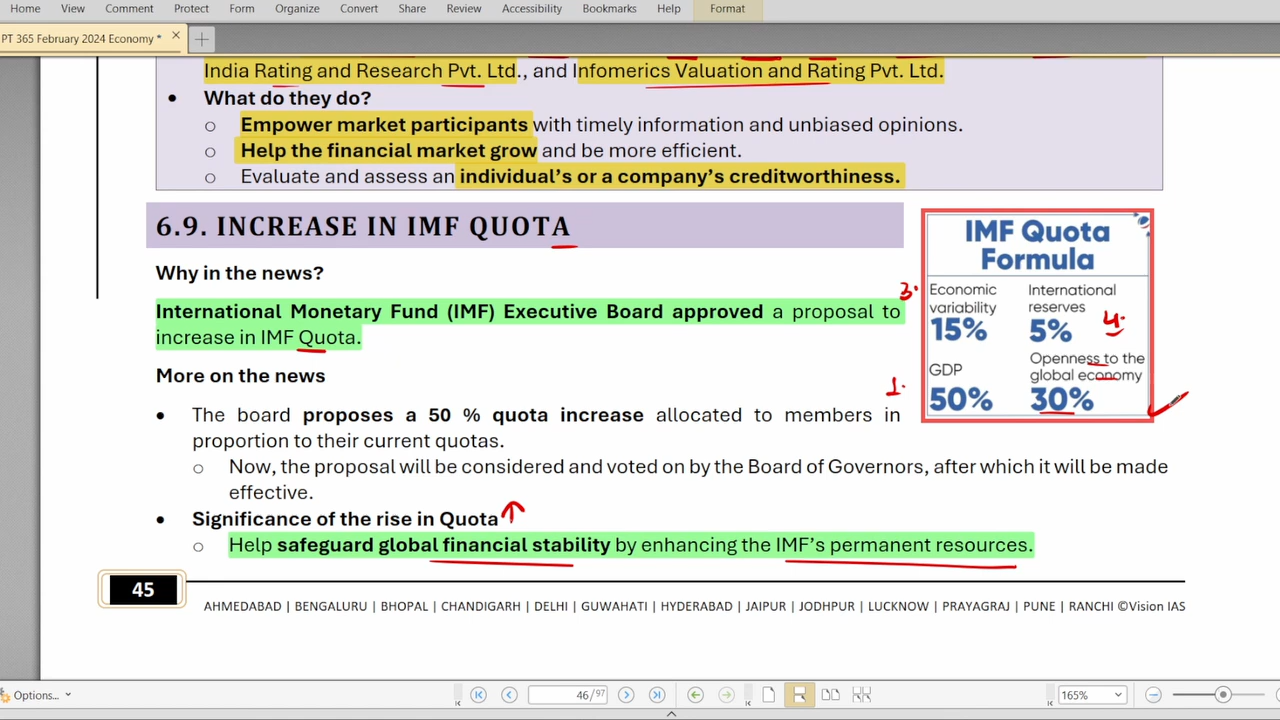 Home View Comment Protect Form Organize Convert Share Review Accessibility Bookmarks Help Format
PT 365 February 2024 Economy *
India Rating and Research Pvt. Ltd., and Infomerics Valuation and Rating Pvt. Ltd.
• What do they do?
o Empower market participants with timely information and unbiased opinions.
o Help the financial market grow and be more efficient.
o Evaluate and assess an individual's or a company's creditworthiness.
6.9. INCREASE IN IMF QUOTA
Why in the news?
International Monetary Fund (IMF) Executive Board approved a proposal to
increase in IMF Quota.
More on the news
• The board proposes a 50 % quota increase allocated to members in
proportion to their current quotas.
o Now, the proposal will be considered and voted on by the Board of Governors, after which it will be made
effective.
• Significance of the rise in Quota
o Help safeguard global financial stability by enhancing the IMF's permanent resources.
IMF Quota
Formula
3.
Economic
variability
15%
International
reserves
5%
4.
1.
GDP
50%
Openness to the
global economy
30%
45
AHMEDABAD | BENGALURU | BHOPAL | CHANDIGARH | DELHI | GUWAHATI | HYDERABAD | JAIPUR | JODHPUR | LUCKNOW | PRAYAGRAJ | PUNE | RANCHI ©Vision IAS
Options...
46 / 97
165%